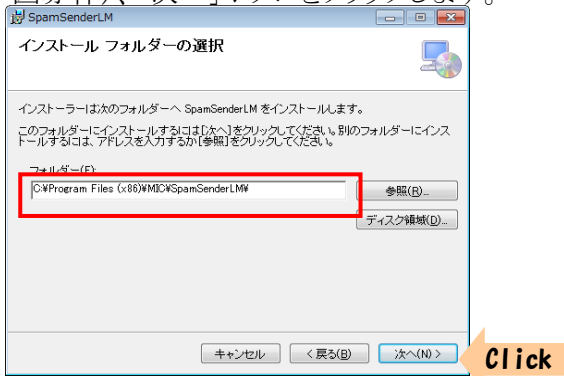 SpamSenderLM
インストール フォルダーの選択
インストーラーは次のフォルダーへ SpamSenderLM をインストールします。
このフォルダーにインストールするには[次へ]をクリックしてください。別のフォルダーにインス
トールするには、アドレスを入力するか[参照]をクリックしてください。
フォルダー(F):
C:¥Program Files (x86)¥MIC¥SpamSenderLM¥
参照(R)...
ディスク領域(D)...
キャンセル
< 戻る(B)
次へ(N) >
Click